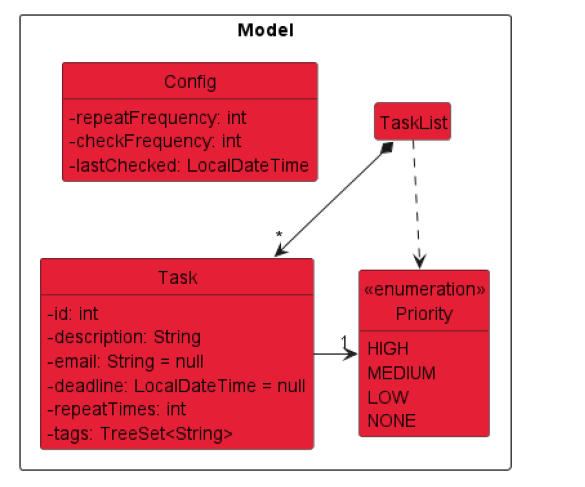 Model
Config
-repeatFrequency: int
-checkFrequency: int
-lastChecked: LocalDateTime
TaskList
*
Task
-id: int
-description: String
-email: String = null
-deadline: LocalDateTime = null
-repeatTimes: int
-tags: TreeSet<String>
1
«enumeration»
Priority
HIGH
MEDIUM
LOW
NONE